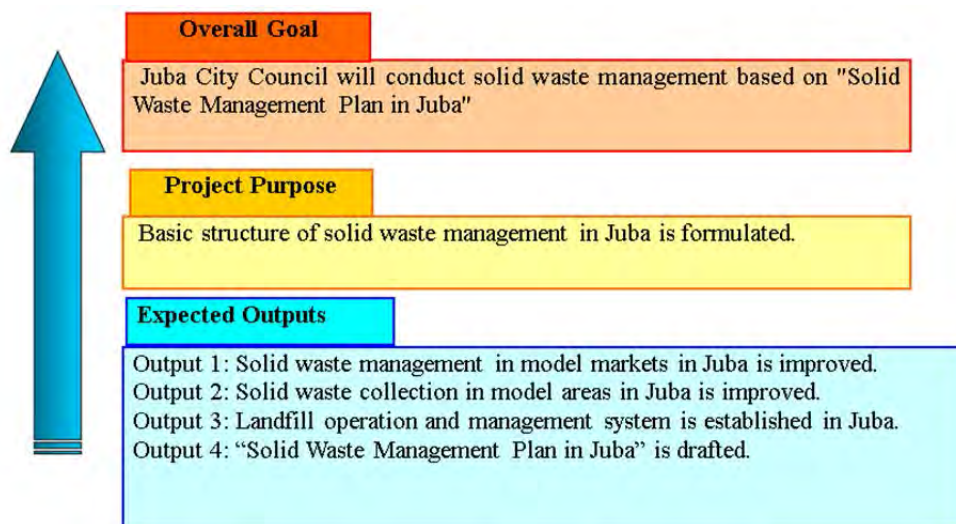 Overall Goal
Juba City Council will conduct solid waste management based on "Solid
Waste Management Plan in Juba"
Project Purpose
Basic structure of solid waste management in Juba is formulated.
Expected Outputs
Output 1: Solid waste management in model markets in Juba is improved.
Output 2: Solid waste collection in model areas in Juba is improved.
Output 3: Landfill operation and management system is established in Juba.
Output 4: “Solid Waste Management Plan in Juba” is drafted.